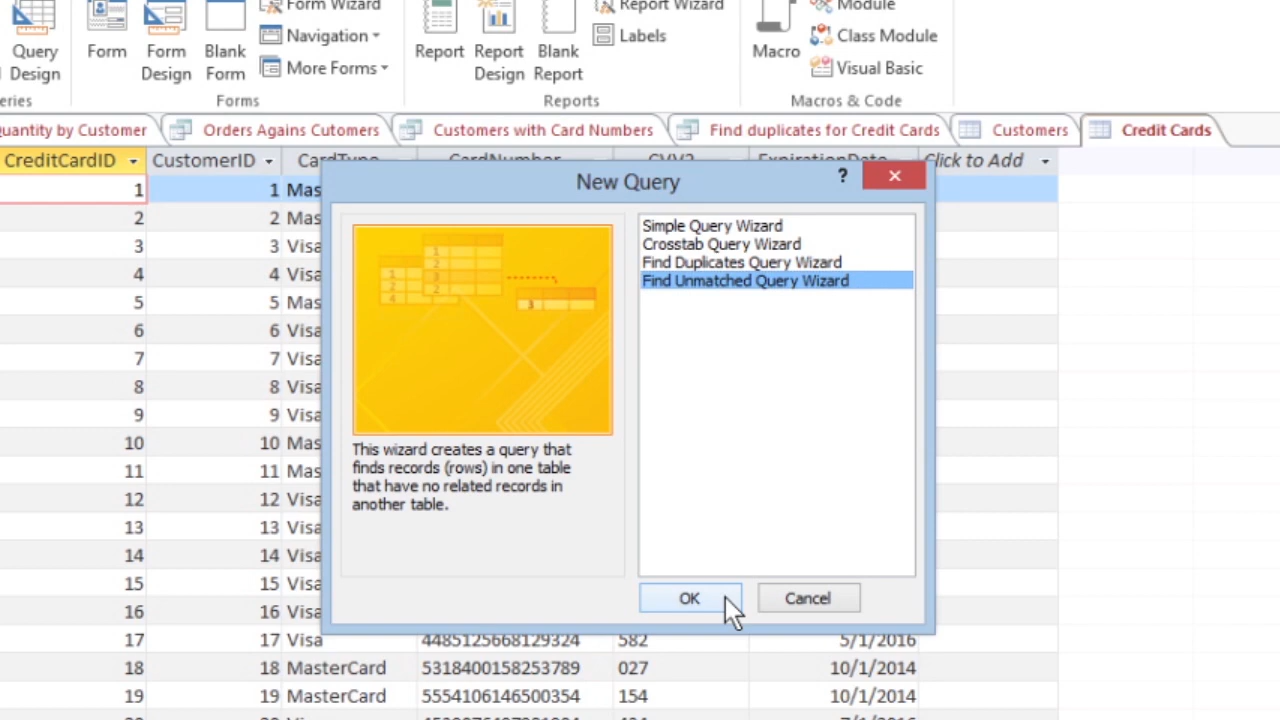 Form Wizard
Report Wizard
Module
Query Design
Form
Form Design
Blank Form
Navigation
More Forms
Report
Report Design
Blank Report
Labels
Macro
Class Module
Visual Basic
Forms
Reports
Macros & Code
Quantity by Customer
Orders Agains Cutomers
Customers with Card Numbers
Find duplicates for Credit Cards
Customers
Credit Cards
CreditCardID CustomerID CardType CardNumber CVV2 ExpirationDate Click to Add
New Query
?
Simple Query Wizard
Crosstab Query Wizard
Find Duplicates Query Wizard
Find Unmatched Query Wizard
This wizard creates a query that
finds records (rows) in one table
that have no related records in
another table.
OK Cancel
1 1 Mas
2 2 Mas
3 3 Visa
4 4 Visa
5 5 Mas
6 6 Visa
7 7 Visa
8 8 Visa
9 9 Visa
10 10 Mas
11 11 Mas
12 12 Visa
13 13 Visa
14 14 Visa
15 15 Visa
16 16 Visa
17 17 Visa 4485125668129324 582 5/1/2016
18 18 MasterCard 5318400158253789 027 10/1/2014
19 19 MasterCard 5554106146500354 154 10/1/2014